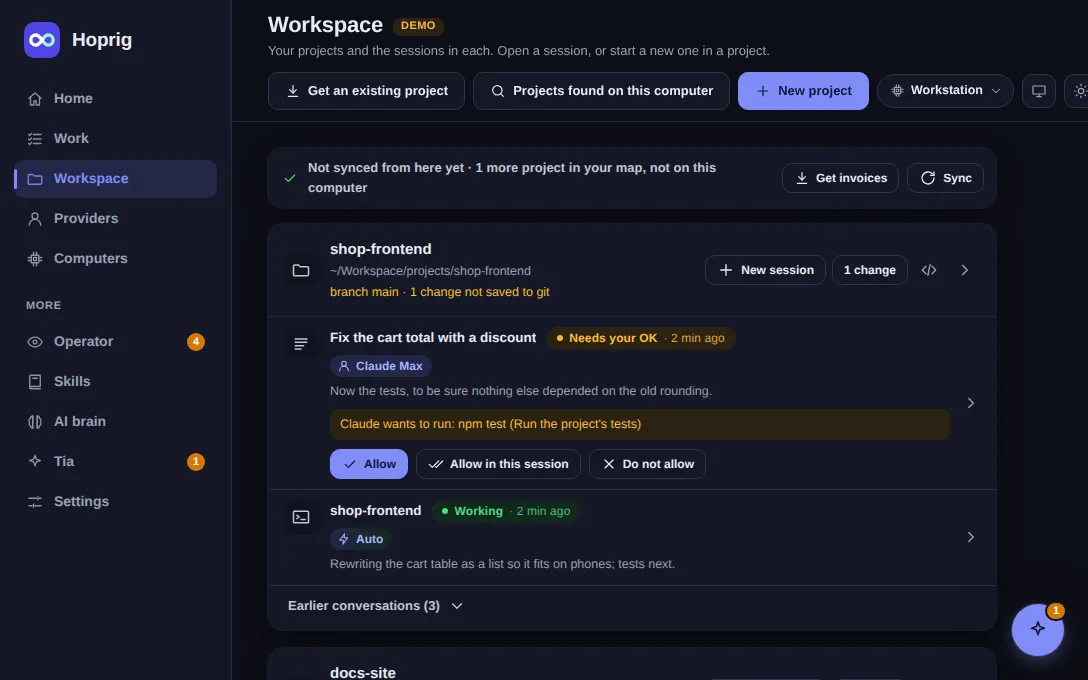 Hoprig
Home
Work
Workspace
Providers
Computers
MORE
Operator 4
Skills
AI brain
Tia 1
Settings
Workspace DEMO
Your projects and the sessions in each. Open a session, or start a new one in a project.
Get an existing project
Projects found on this computer
New project
Workstation
Not synced from here yet · 1 more project in your map, not on this
computer
Get invoices
Sync
shop-frontend
~/Workspace/projects/shop-frontend
branch main · 1 change not saved to git
New session
1 change
Fix the cart total with a discount
Needs your OK · 2 min ago
Claude Max
Now the tests, to be sure nothing else depended on the old rounding.
Claude wants to run: npm test (Run the project's tests)
Allow
Allow in this session
Do not allow
shop-frontend
Working · 2 min ago
Auto
Rewriting the cart table as a list so it fits on phones; tests next.
Earlier conversations (3)
1
docs-site